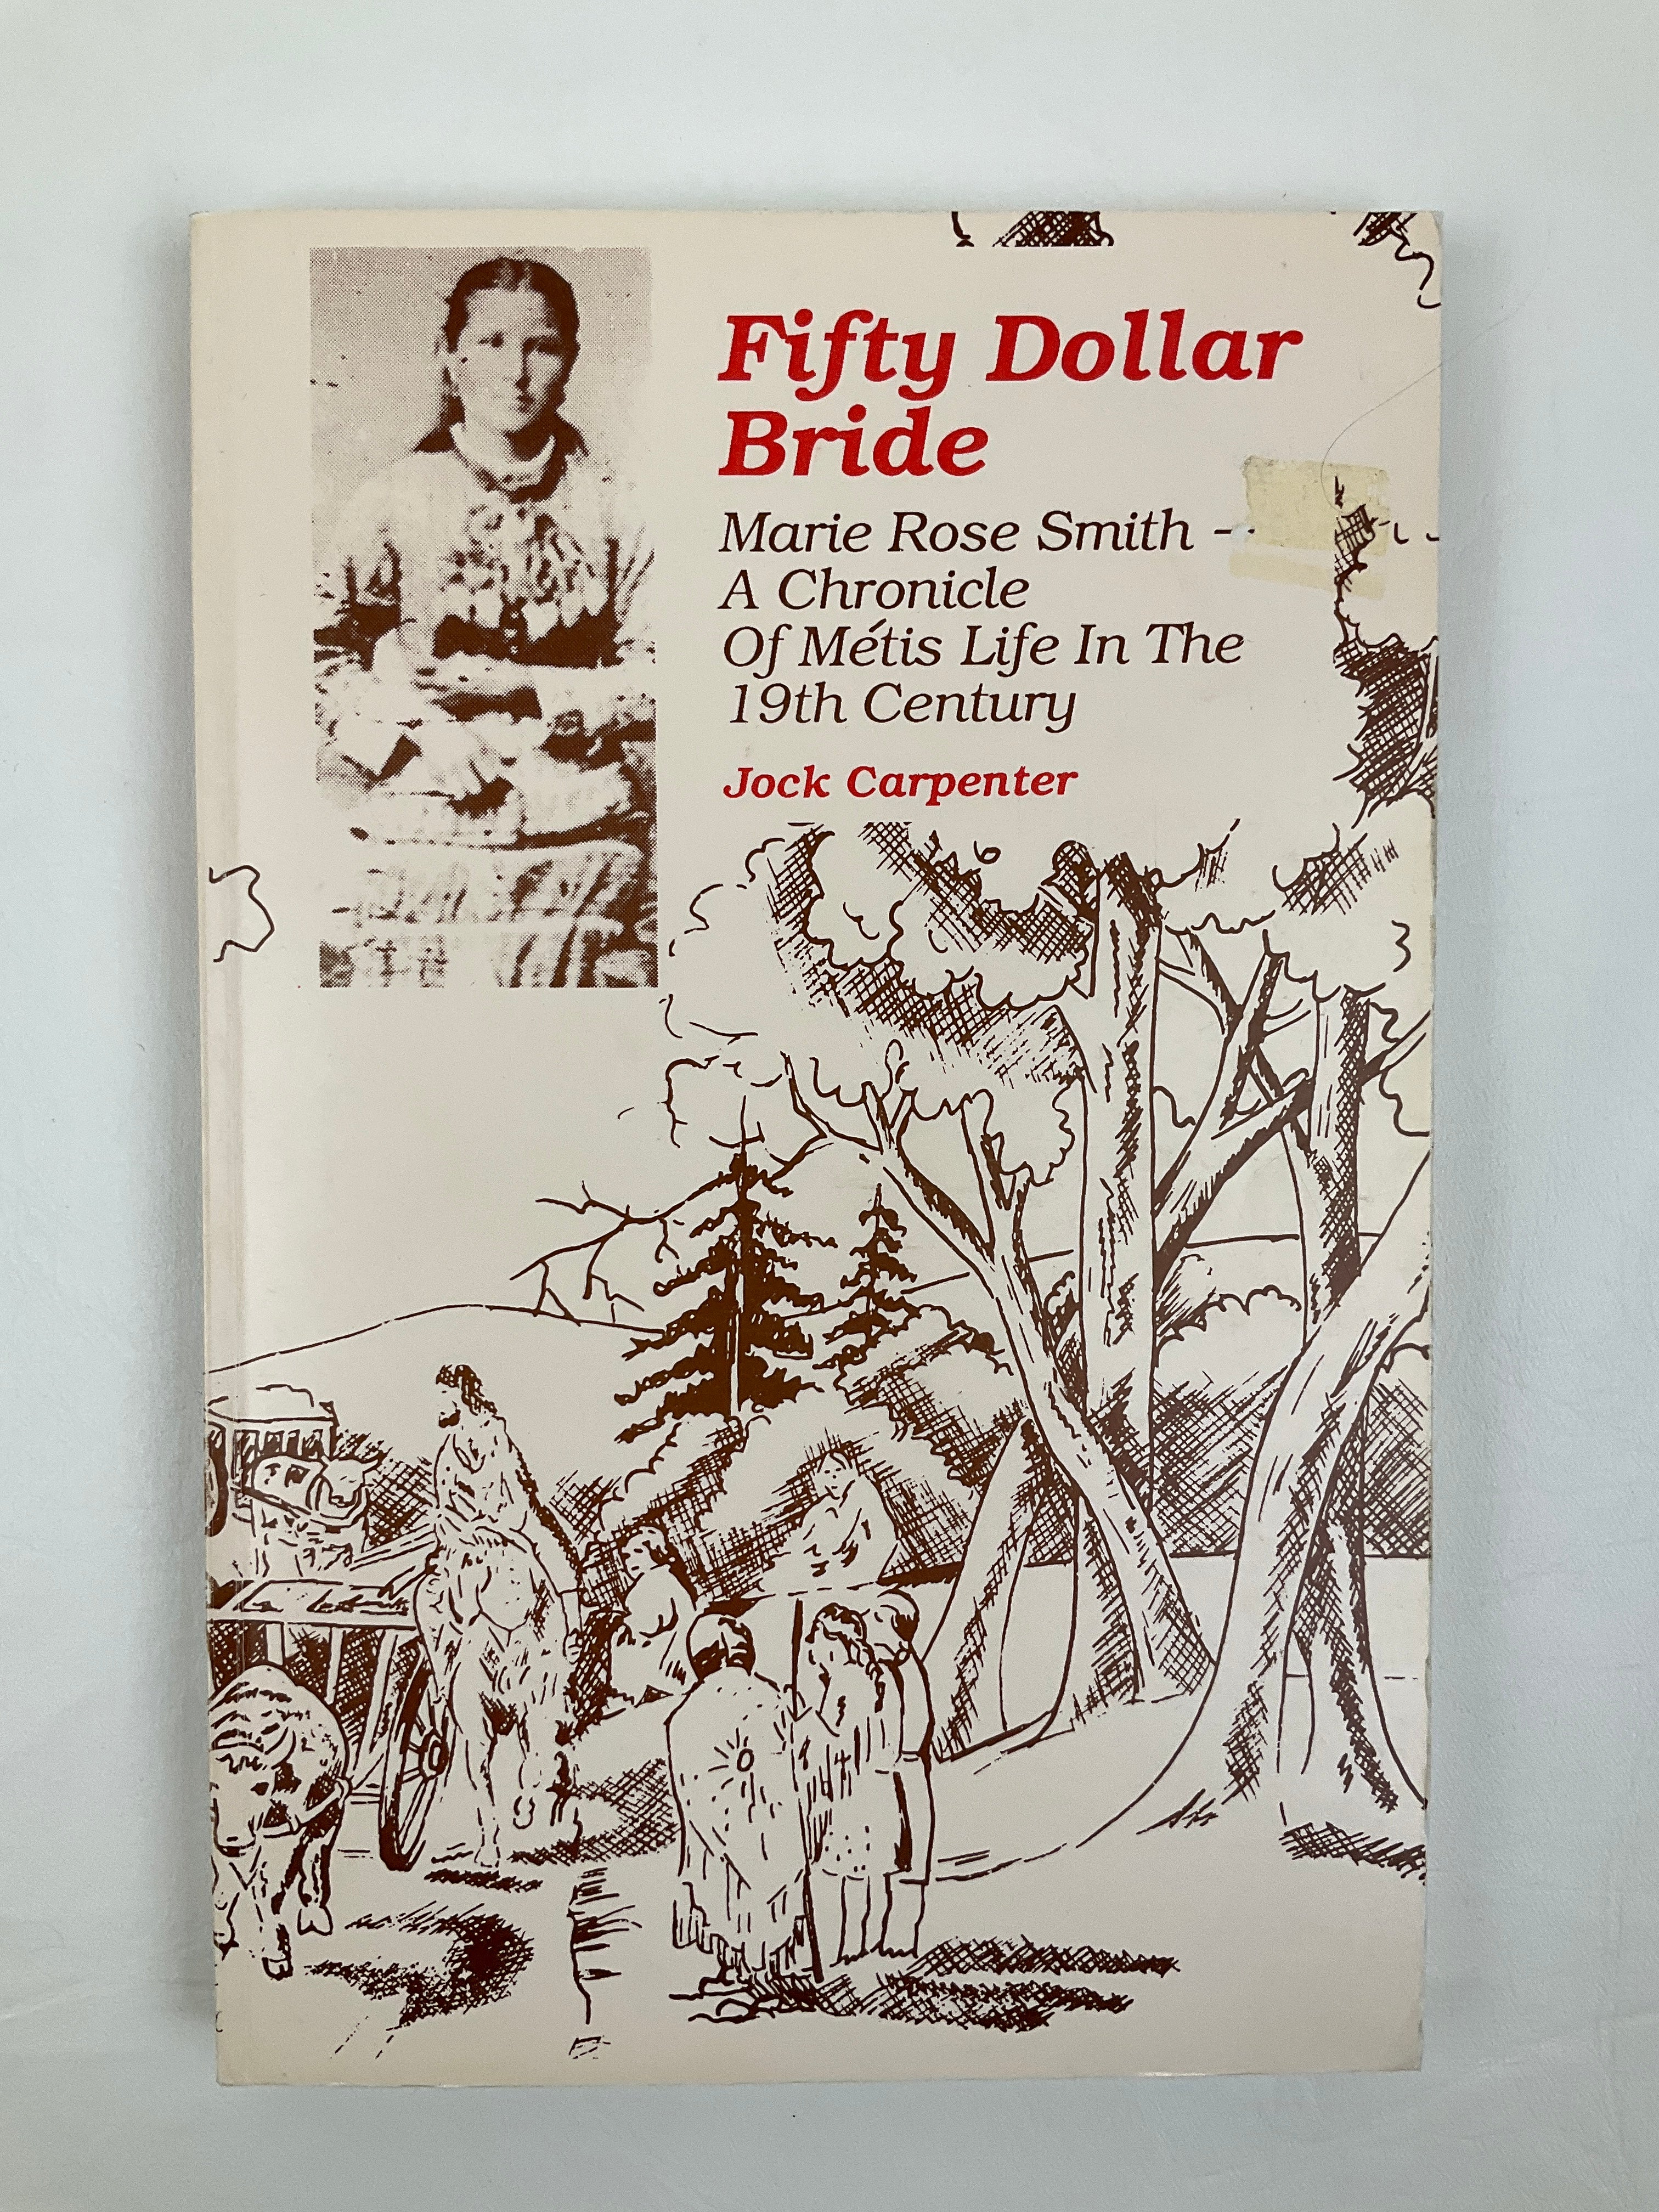 Fifty Dollar
Bride
Marie Rose Smith -
A Chronicle
Of Métis Life In The
19th Century
Jock Carpenter